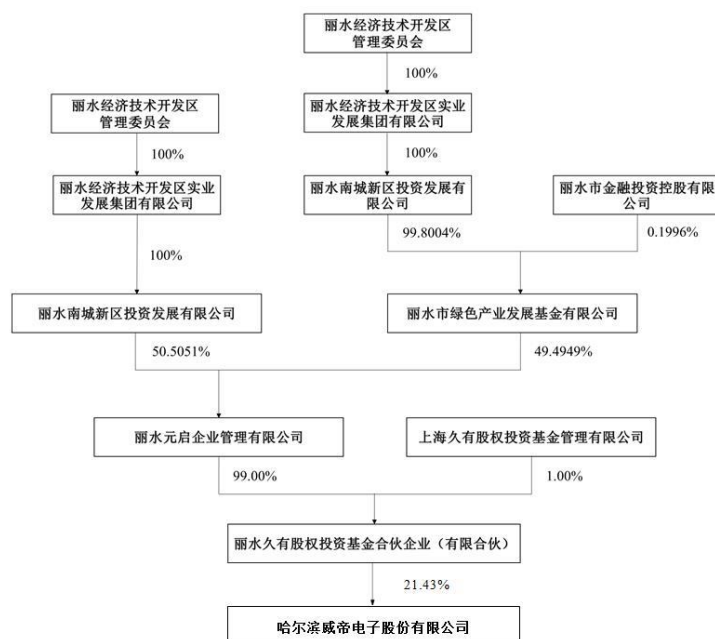 丽水经济技术开发区
管理委员会
100%
丽水经济技术开发区
管理委员会
丽水经济技术开发区实业
发展集团有限公司
100%
100%
丽水经济技术开发区实业
发展集团有限公司
丽水南城新区投资发展有
限公司
丽水市金融投资控股有限
公司
99.8004%
0.1996%
100%
丽水南城新区投资发展有限公司
丽水市绿色产业发展基金有限公司
50.5051%
49.4949%
丽水元启企业管理有限公司
上海久有股权投资基金管理有限公司
99.00%
1.00%
丽水久有股权投资基金合伙企业（有限合伙）
21.43%
哈尔滨威帝电子股份有限公司